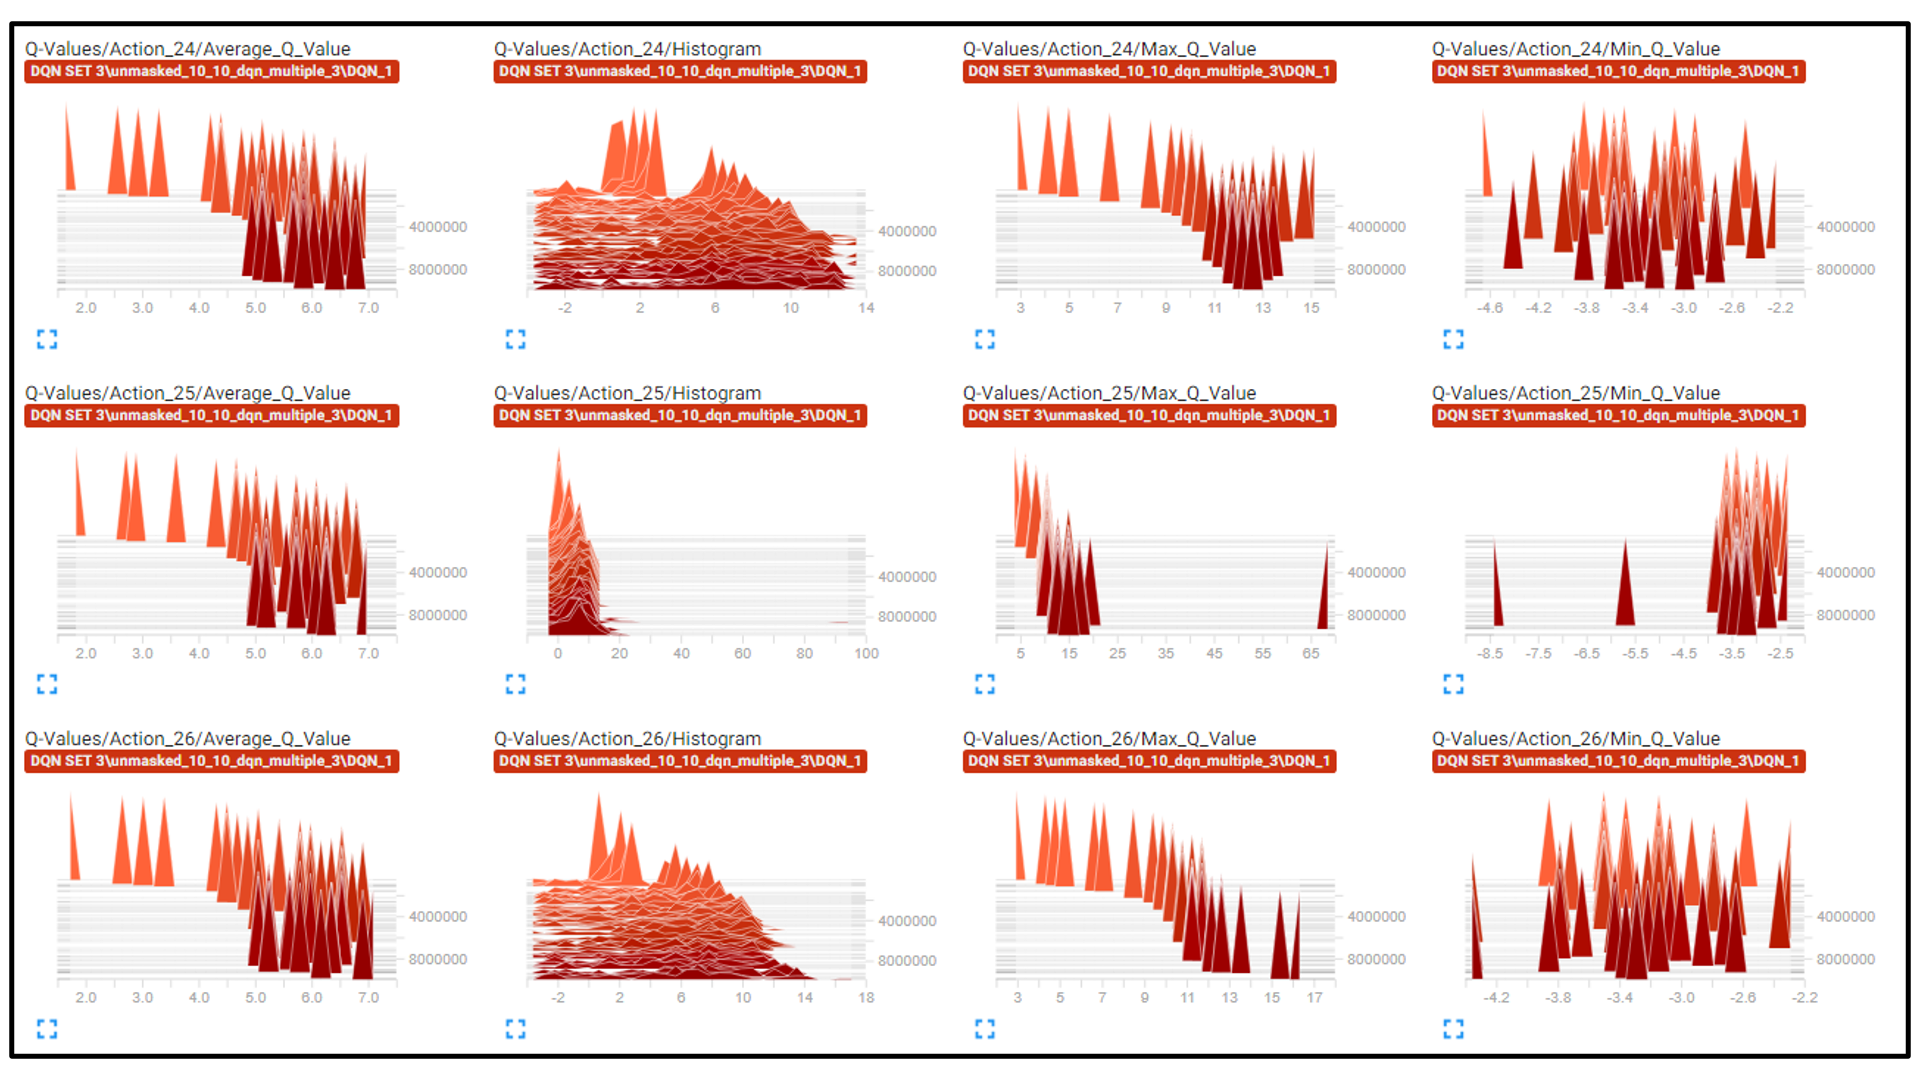 Q-Values/Action_24/Average_Q_Value
DQN SET 3\unmasked_10_10_dqn_multiple_3\DQN_1
4000000
8000000
2.0 3.0 4.0 5.0 6.0 7.0
Q-Values/Action_24/Histogram
DQN SET 3\unmasked_10_10_dqn_multiple_3\DQN_1
4000000
8000000
-2 2 6 10 14
Q-Values/Action_24/Max_Q_Value
DQN SET 3\unmasked_10_10_dqn_multiple_3\DQN_1
4000000
8000000
3 5 7 9 11 13 15
Q-Values/Action_24/Min_Q_Value
DQN SET 3\unmasked_10_10_dqn_multiple_3\DQN_1
4000000
8000000
-4.6 -4.2 -3.8 -3.4 -3.0 -2.6 -2.2
Q-Values/Action_25/Average_Q_Value
DQN SET 3\unmasked_10_10_dqn_multiple_3\DQN_1
4000000
8000000
2.0 3.0 4.0 5.0 6.0 7.0
Q-Values/Action_25/Histogram
DQN SET 3\unmasked_10_10_dqn_multiple_3\DQN_1
4000000
8000000
0 20 40 60 80 100
Q-Values/Action_25/Max_Q_Value
DQN SET 3\unmasked_10_10_dqn_multiple_3\DQN_1
4000000
8000000
5 15 25 35 45 55 65
Q-Values/Action_25/Min_Q_Value
DQN SET 3\unmasked_10_10_dqn_multiple_3\DQN_1
4000000
8000000
-8.5 -7.5 -6.5 -5.5 -4.5 -3.5 -2.5
Q-Values/Action_26/Average_Q_Value
DQN SET 3\unmasked_10_10_dqn_multiple_3\DQN_1
4000000
8000000
2.0 3.0 4.0 5.0 6.0 7.0
Q-Values/Action_26/Histogram
DQN SET 3\unmasked_10_10_dqn_multiple_3\DQN_1
4000000
8000000
-2 2 6 10 14 18
Q-Values/Action_26/Max_Q_Value
DQN SET 3\unmasked_10_10_dqn_multiple_3\DQN_1
4000000
8000000
3 5 7 9 11 13 15 17
Q-Values/Action_26/Min_Q_Value
DQN SET 3\unmasked_10_10_dqn_multiple_3\DQN_1
4000000
8000000
-4.2 -3.8 -3.4 -3.0 -2.6 -2.2